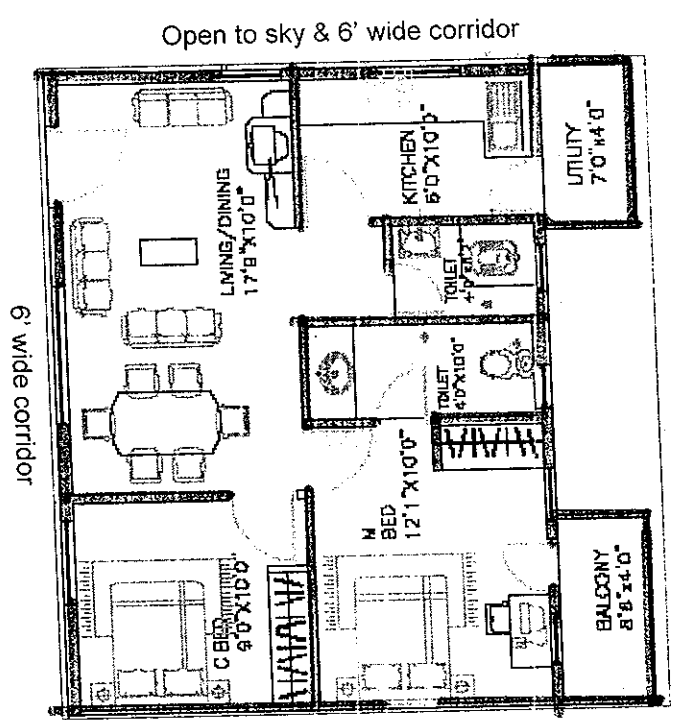 Open to sky & 6' wide corridor
6' wide corridor
LIVING/DINING
17'8"X10'0"
KITCHEN
6'0"X10'0"
UTILITY
7'0"X4'0"
TOILET
TOILET
4'0"X10'0"
M
BED
12'1"X10'0"
C BED
9'0"X10'0"
BALCONY
8'8"X4'0"